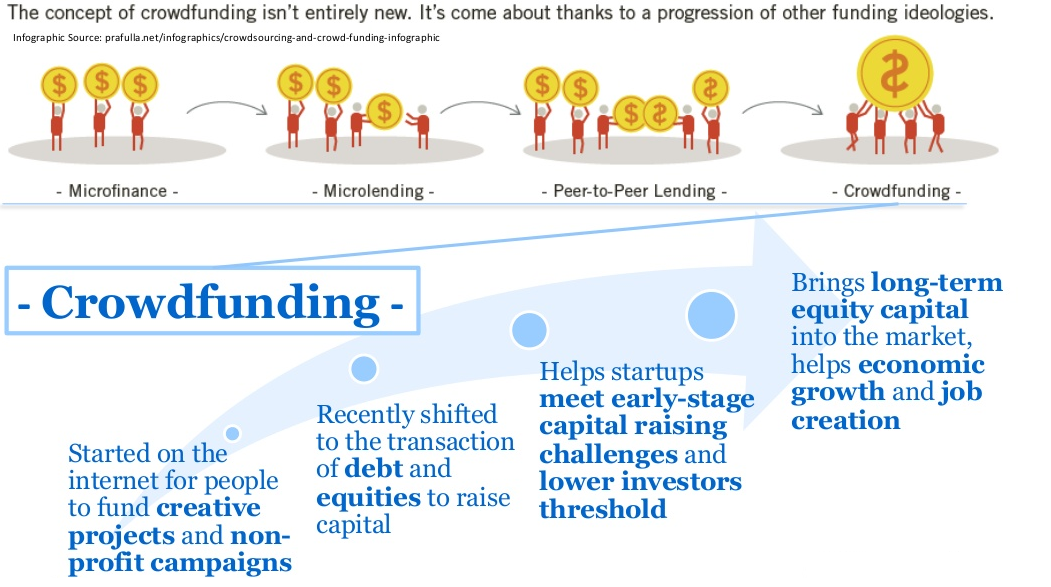 The concept of crowdfunding isn't entirely new. It's come about thanks to a progression of other funding ideologies.
Infographic Source: prafulla.net/infographics/crowdsourcing-and-crowd-funding-infographic
$ $ $
$ $ $
$ $ $ $ $
$
- Microfinance -
- Microlending -
- Peer-to-Peer Lending -
- Crowdfunding -
- Crowdfunding -
Started on the
internet for people
to fund creative
projects and non-
profit campaigns
Recently shifted
to the transaction
of debt and
equities to raise
capital
Helps startups
meet early-stage
capital raising
challenges and
lower investors
threshold
Brings long-term
equity capital
into the market,
helps economic
growth and job
creation